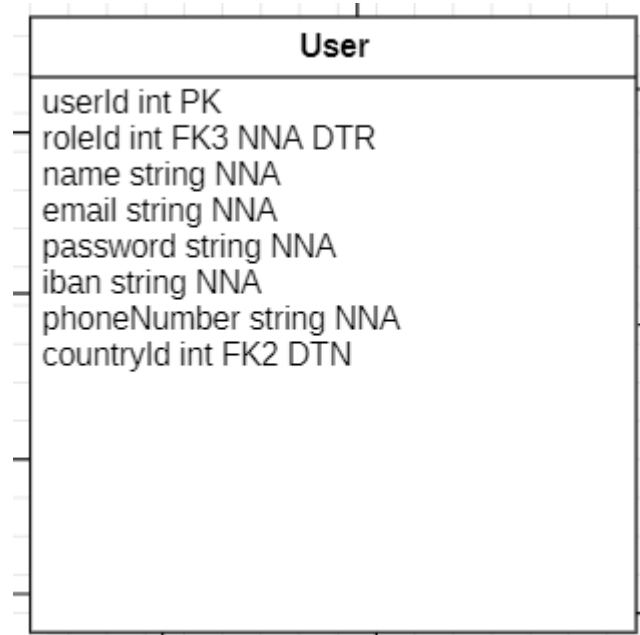 User
userId int PK
roleId int FK3 NNA DTR
name string NNA
email string NNA
password string NNA
iban string NNA
phoneNumber string NNA
countryId int FK2 DTN